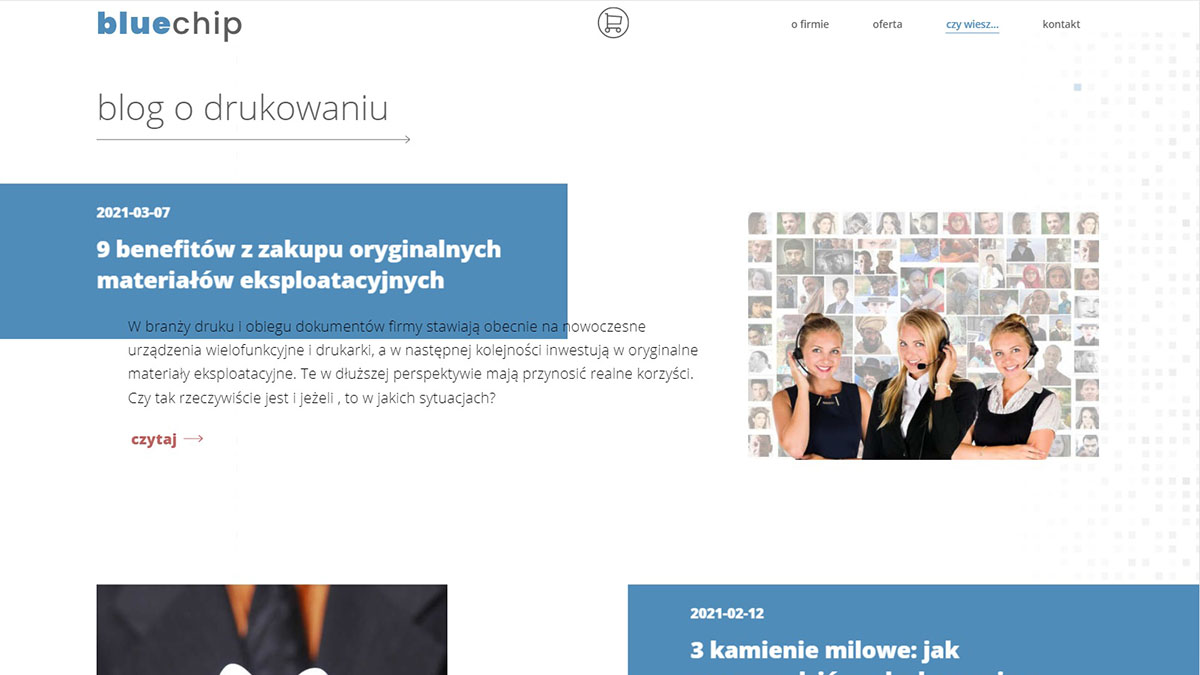 bluechip
o firmie
oferta
czy wiesz...
kontakt
blog o drukowaniu
2021-03-07
9 benefitów z zakupu oryginalnych
materiałów eksploatacyjnych
W branży druku i obiegu dokumentów firmy stawiają obecnie na nowoczesne
urządzenia wielofunkcyjne i drukarki, a w następnej kolejności inwestują w oryginalne
materiały eksploatacyjne. Te w dłuższej perspektywie mają przynosić realne korzyści.
Czy tak rzeczywiście jest i jeżeli , to w jakich sytuacjach?
czytaj
2021-02-12
3 kamienie milowe: jak